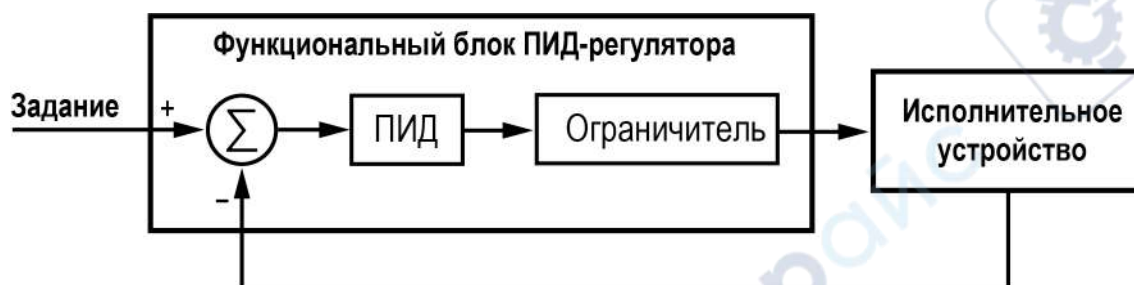 Функциональный блок ПИД-регулятора
Задание
+
Σ
ПИД
Ограничитель
Исполнительное
устройство
−